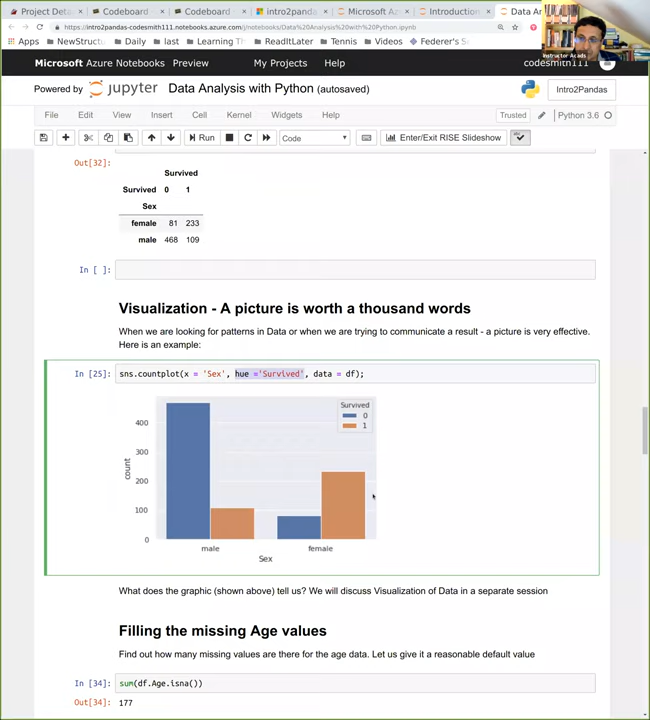 Project Deta
Codeboard
Codeboard
intro2panda
Microsoft A
Introduction
Data An
https://intro2pandas-codesmith111.notebooks.azure.com/j/notebooks/Data%20Analysis%20with%20Python.ipynb
Apps NewStructu Daily last Learning T ReadItLater Tennis Videos Federer's S
Instructor Acads
Microsoft Azure Notebooks Preview My Projects Help codesmith111
Powered by jupyter Data Analysis with Python (autosaved) Intro2Pandas
File Edit View Insert Cell Kernel Widgets Help Trusted Python 3.6
Run Code Enter/Exit RISE Slideshow
Out[32]:
Survived
Survived 0 1
Sex
female 81 233
male 468 109
In [ ]:
Visualization - A picture is worth a thousand words
When we are looking for patterns in Data or when we are trying to communicate a result - a picture is very effective.
Here is an example:
In [25]: sns.countplot(x = 'Sex', hue ='Survived', data = df);
Survived
0
1
400
300
200
100
0
count
male female
Sex
What does the graphic (shown above) tell us? We will discuss Visualization of Data in a separate session
Filling the missing Age values
Find out how many missing values are there for the age data. Let us give it a reasonable default value
In [34]: sum(df.Age.isna())
Out[34]: 177